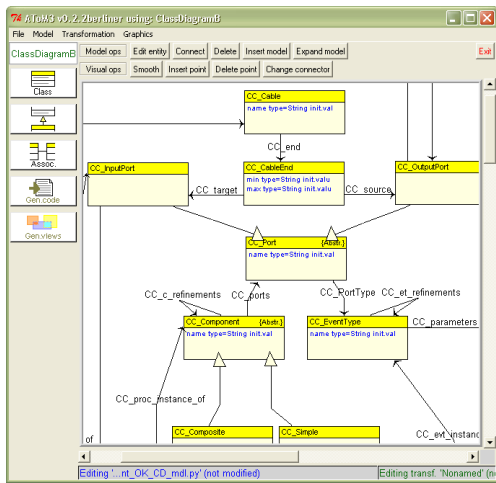 AToM3 v0.2.2berliner using: ClassDiagramB
File Model Transformation Graphics
ClassDiagramB
Model ops Edit entity Connect Delete Insert model Expand model Exit
Visual ops Smooth Insert point Delete point Change connector
Class
Assoc.
Gen.code
Gen.views
CC_Cable
name type=String init.val
CC_end
CC_InputPort
CC_CableEnd
CC_OutputPort
min type=String init.valu
max type=String init.valu
CC_target
CC_source
CC_Port {Abstr.}
name type=String init.val
CC_c_refinements CC_ports CC_PortType CC_et_refinements
CC_Component {Abstr.}
name type=String init.val
CC_EventType
name type=String init.val
CC_parameters
CC_proc_instance_of
of
CC_Composite
CC_Simple
CC_evt_instanc
Editing '...nt_OK_CD_mdl.py' (not modified)
Editing transf. 'Nonamed' (n